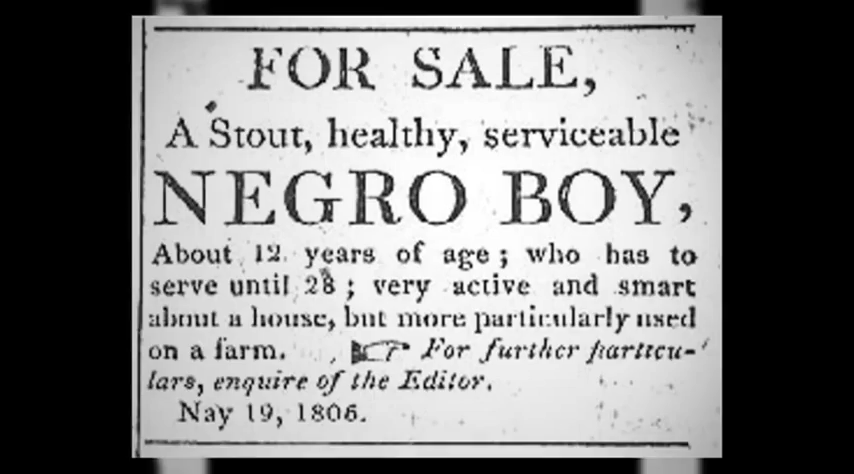 FOR SALE,
A Stout, healthy, serviceable
NEGRO BOY,
About 12 years of age ; who has to
serve until 28 ; very active and smart
about a house, but more particularly used
on a farm. ☞ For further particu-
lars, enquire of the Editor.
Nay 19, 1806.